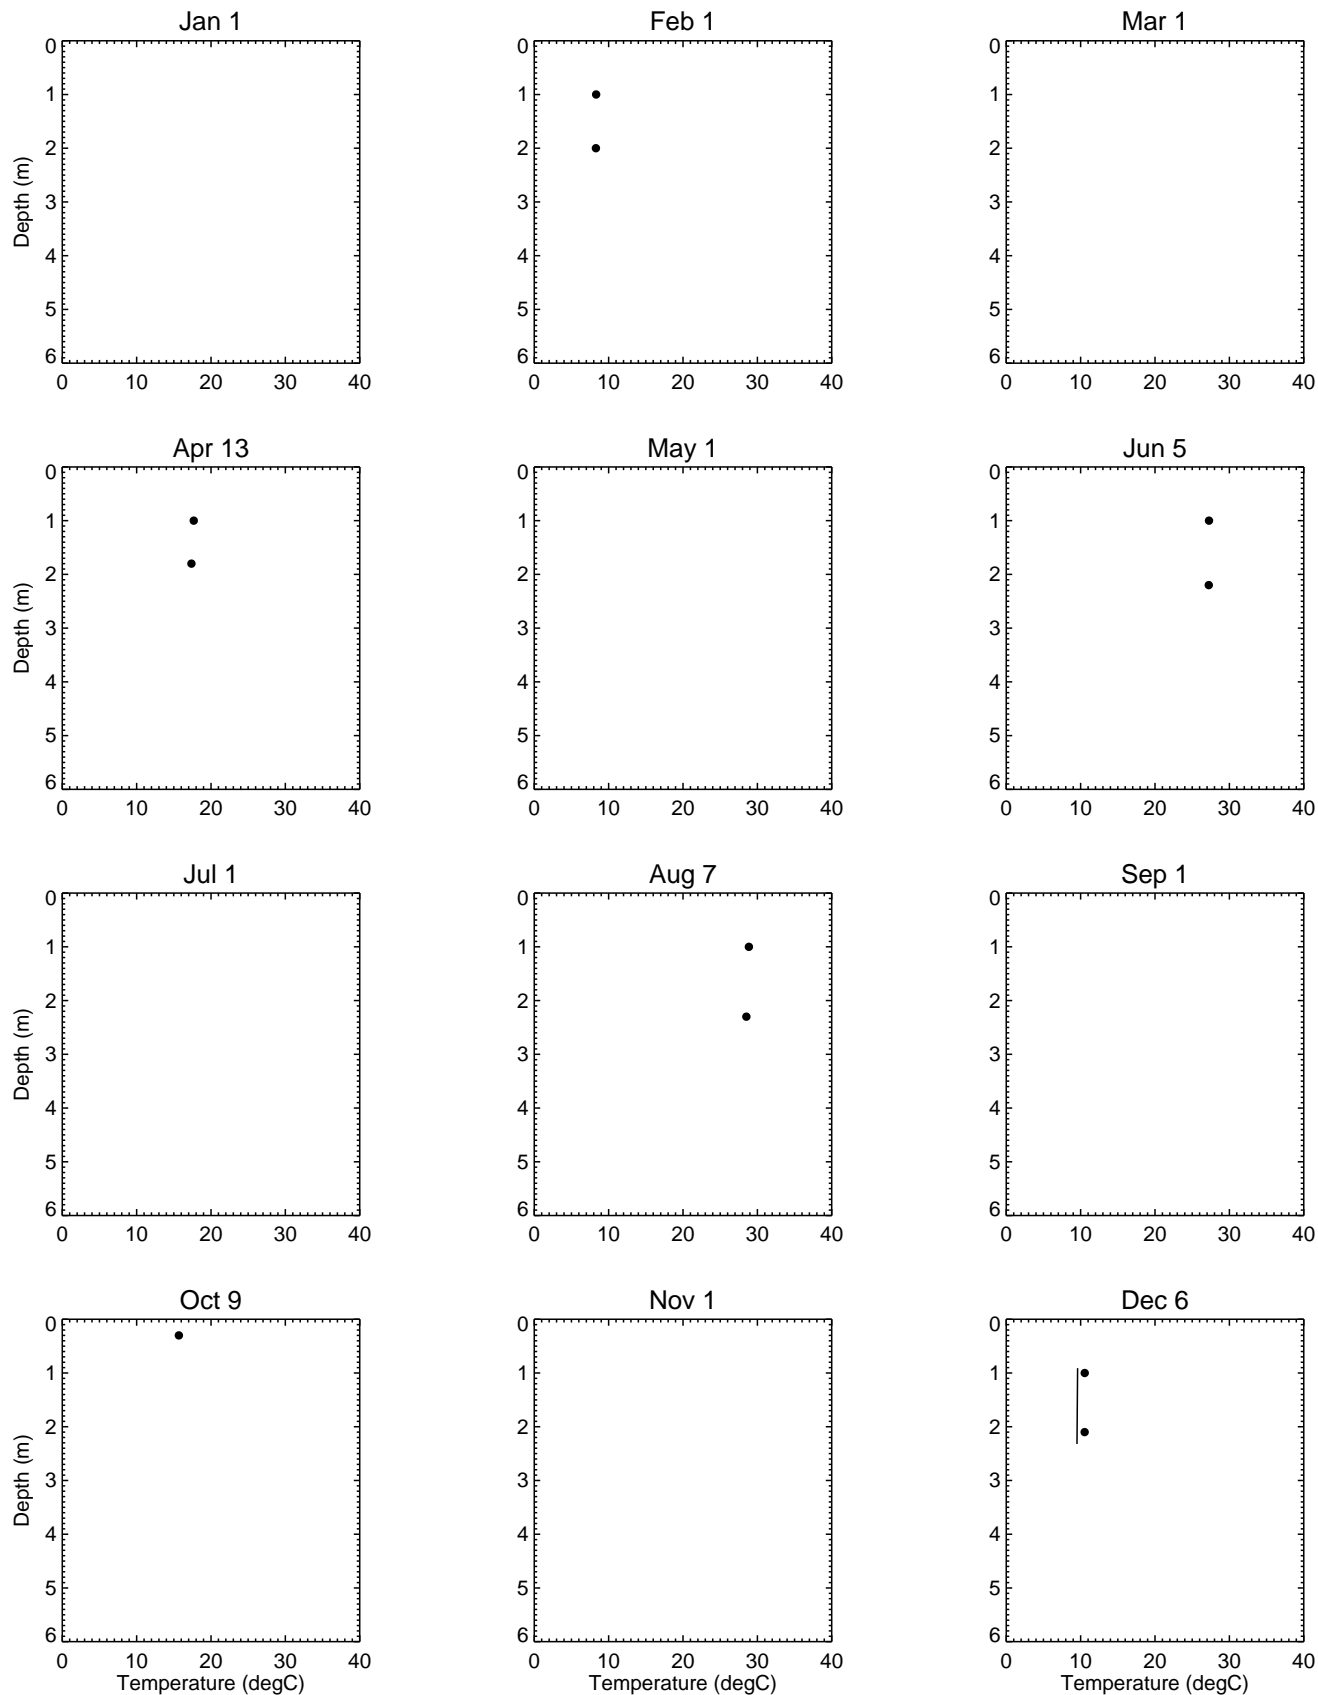 Jan 1 Feb 1 Mar 1
0 0 0
1 1 1
2 2 2
3 3 3
4 4 4
5 5 5
6 6 6
Depth (m)
0 10 20 30 40 0 10 20 30 40 0 10 20 30 40
Apr 13 May 1 Jun 5
0 0 0
1 1 1
2 2 2
3 3 3
4 4 4
5 5 5
6 6 6
Depth (m)
0 10 20 30 40 0 10 20 30 40 0 10 20 30 40
Jul 1 Aug 7 Sep 1
0 0 0
1 1 1
2 2 2
3 3 3
4 4 4
5 5 5
6 6 6
Depth (m)
0 10 20 30 40 0 10 20 30 40 0 10 20 30 40
Oct 9 Nov 1 Dec 6
0 0 0
1 1 1
2 2 2
3 3 3
4 4 4
5 5 5
6 6 6
Depth (m)
0 10 20 30 40 0 10 20 30 40 0 10 20 30 40
Temperature (degC) Temperature (degC) Temperature (degC)